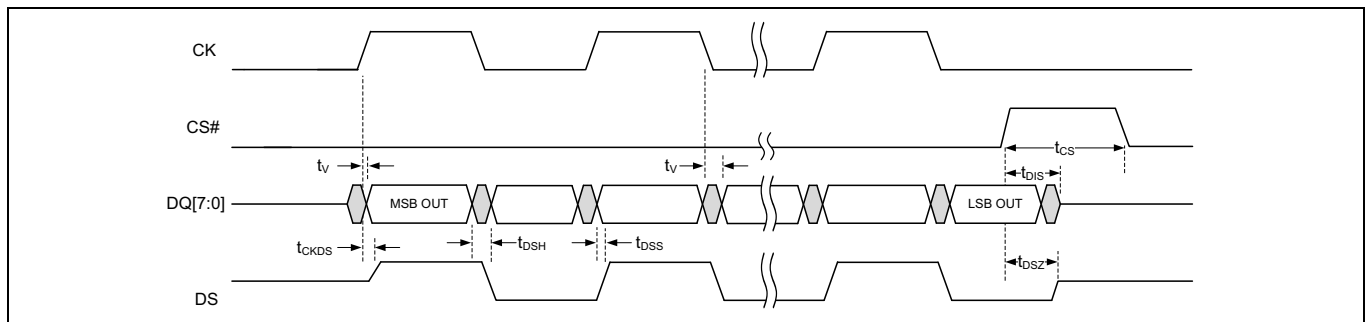 CK
CS#
tCS
tV
tV
tDIS
DQ[7:0]
MSB OUT
LSB OUT
tCKDS
tDSH
tDSS
tDSZ
DS